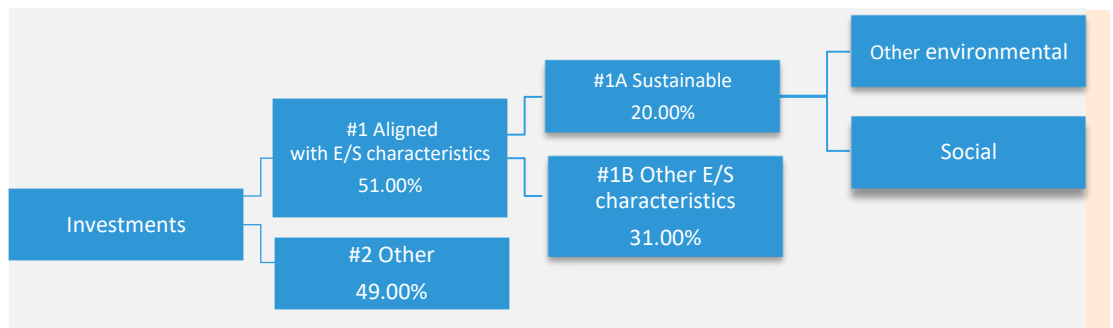 Investments
#1 Aligned
with E/S characteristics
51.00%
#2 Other
49.00%
#1A Sustainable
20.00%
#1B Other E/S
characteristics
31.00%
Other environmental
Social